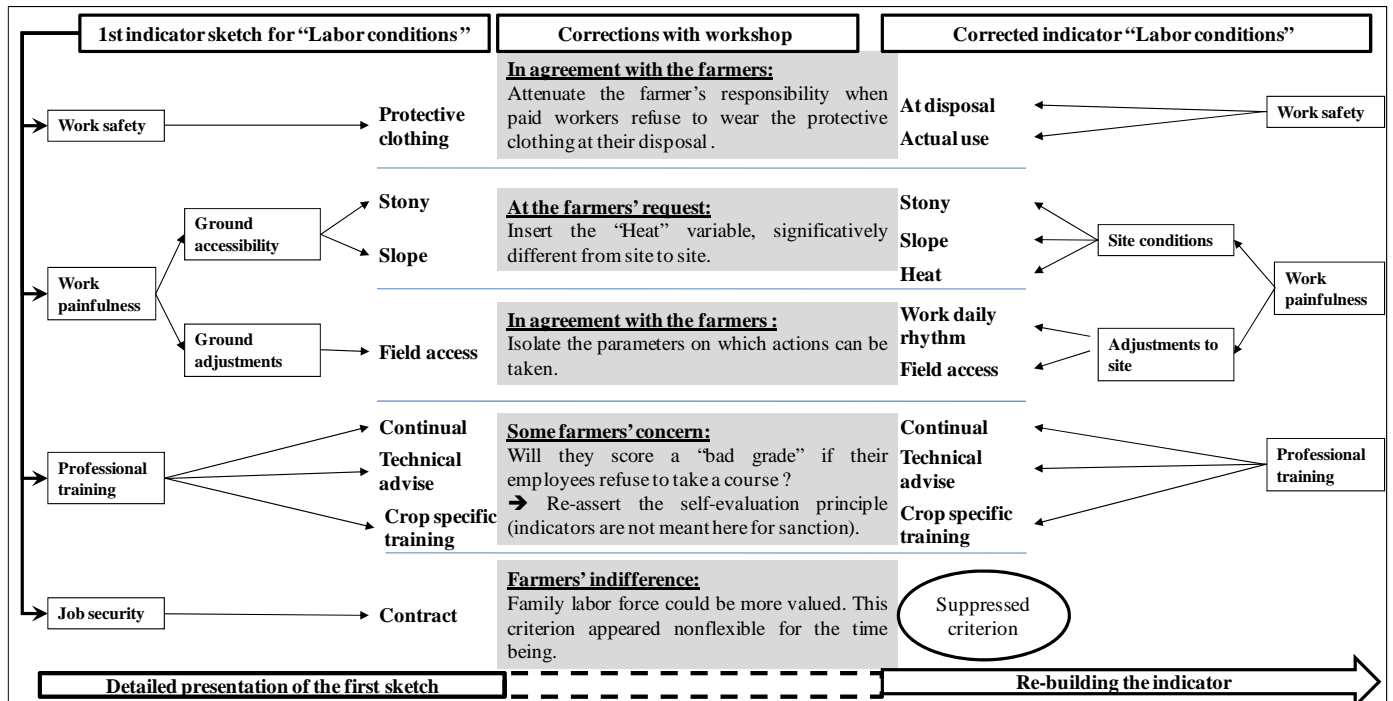 1st indicator sketch for “Labor conditions ”
Corrections with workshop
Corrected indicator “Labor conditions”
Work safety
Protective
clothing
In agreement with the farmers:
Attenuate the farmer’s responsibility when
paid workers refuse to wear the protective
clothing at their disposal .
At disposal
Actual use
Work safety
Work
painfulness
Ground
accessibility
Stony
Slope
At the farmers’ request:
Insert the “Heat” variable, significatively
different from site to site.
Stony
Slope
Heat
Site conditions
Work
painfulness
Ground
adjustments
Field access
In agreement with the farmers :
Isolate the parameters on which actions can be
taken.
Work daily
rhythm
Field access
Adjustments to
site
Professional
training
Continual
Technical
advise
Crop specific
training
Some farmers’ concern:
Will they score a “bad grade” if their
employees refuse to take a course ?
➔ Re-assert the self-evaluation principle
(indicators are not meant here for sanction).
Continual
Technical
advise
Crop specific
training
Professional
training
Job security
Contract
Farmers’ indifference:
Family labor force could be more valued. This
criterion appeared nonflexible for the time
being.
Suppressed
criterion
Detailed presentation of the first sketch
Re-building the indicator